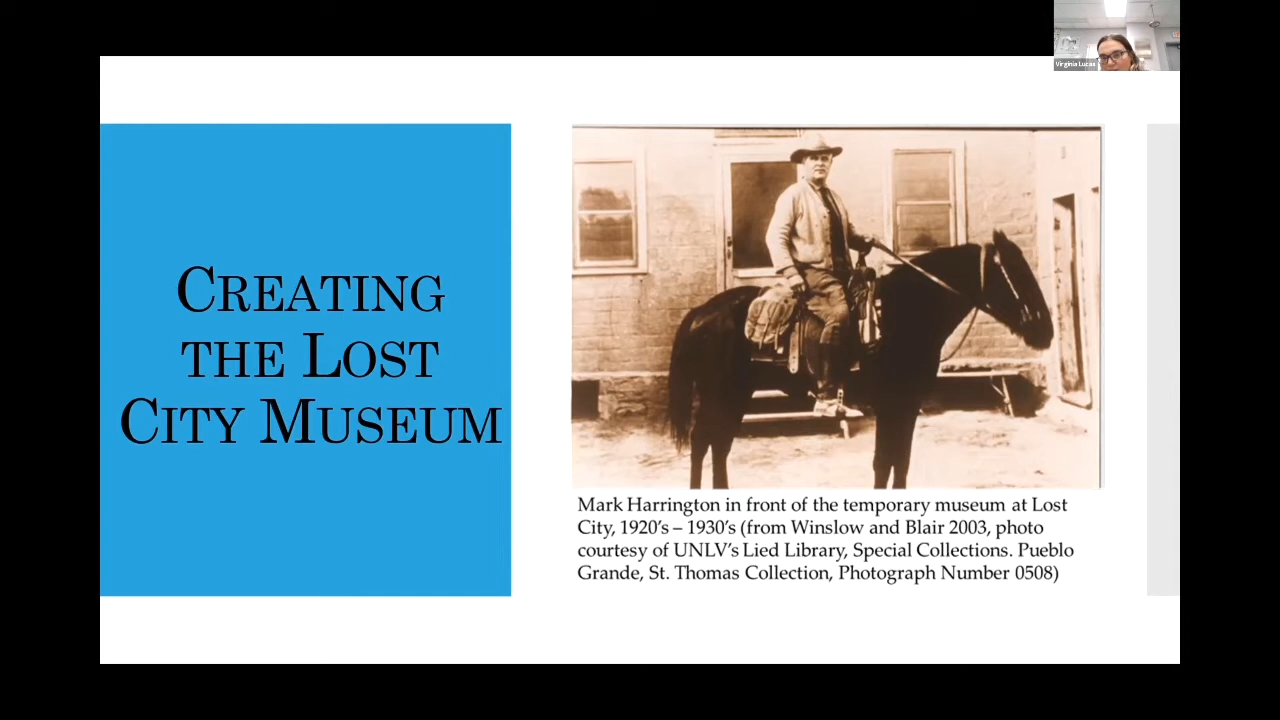 Virginia Lucas
CREATING
THE LOST
CITY MUSEUM
Mark Harrington in front of the temporary museum at Lost
City, 1920's – 1930's (from Winslow and Blair 2003, photo
courtesy of UNLV's Lied Library, Special Collections. Pueblo
Grande, St. Thomas Collection, Photograph Number 0508)